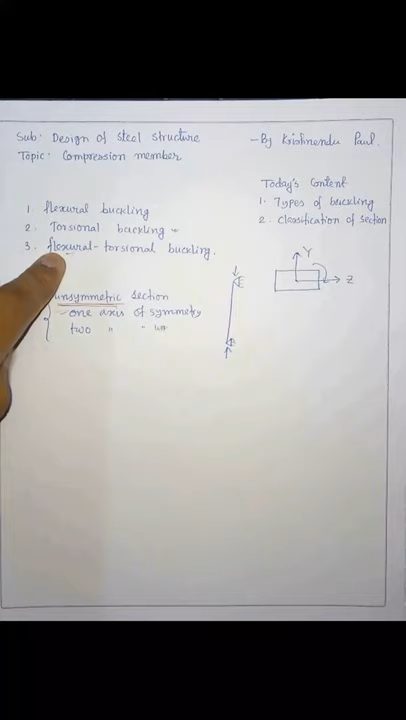 Sub: Design of steel structure
- By Krishnendu Paul.
Topic: Compression member
Today's Content
1. Types of buckling
2. Classification of section
1. flexural buckling
2. Torsional buckling
3. flexural-torsional buckling.
unsymmetric section
one axis of symmetry
two " "
Y
Z